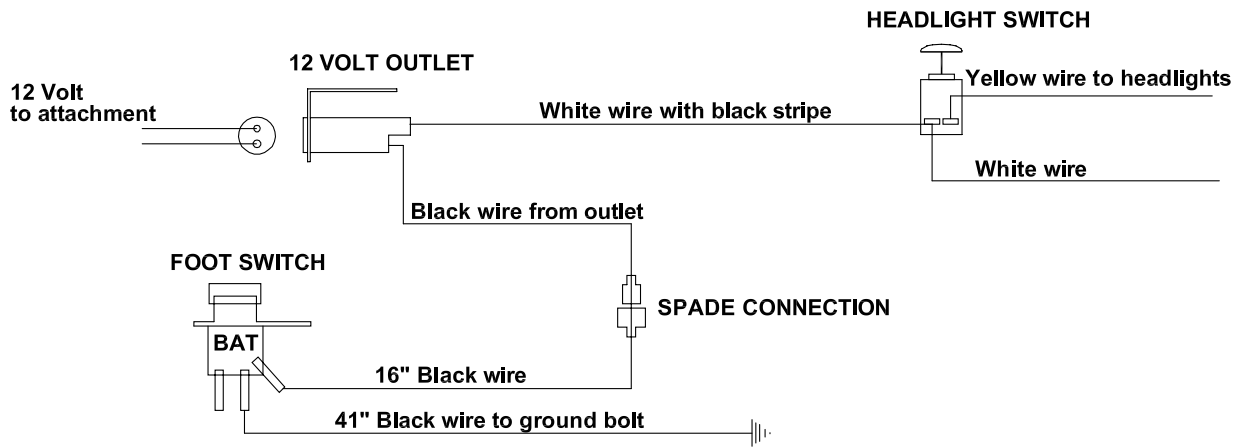 HEADLIGHT SWITCH
12 VOLT OUTLET
Yellow wire to headlights
12 Volt
to attachment
White wire with black stripe
White wire
Black wire from outlet
FOOT SWITCH
SPADE CONNECTION
BAT
16" Black wire
41" Black wire to ground bolt